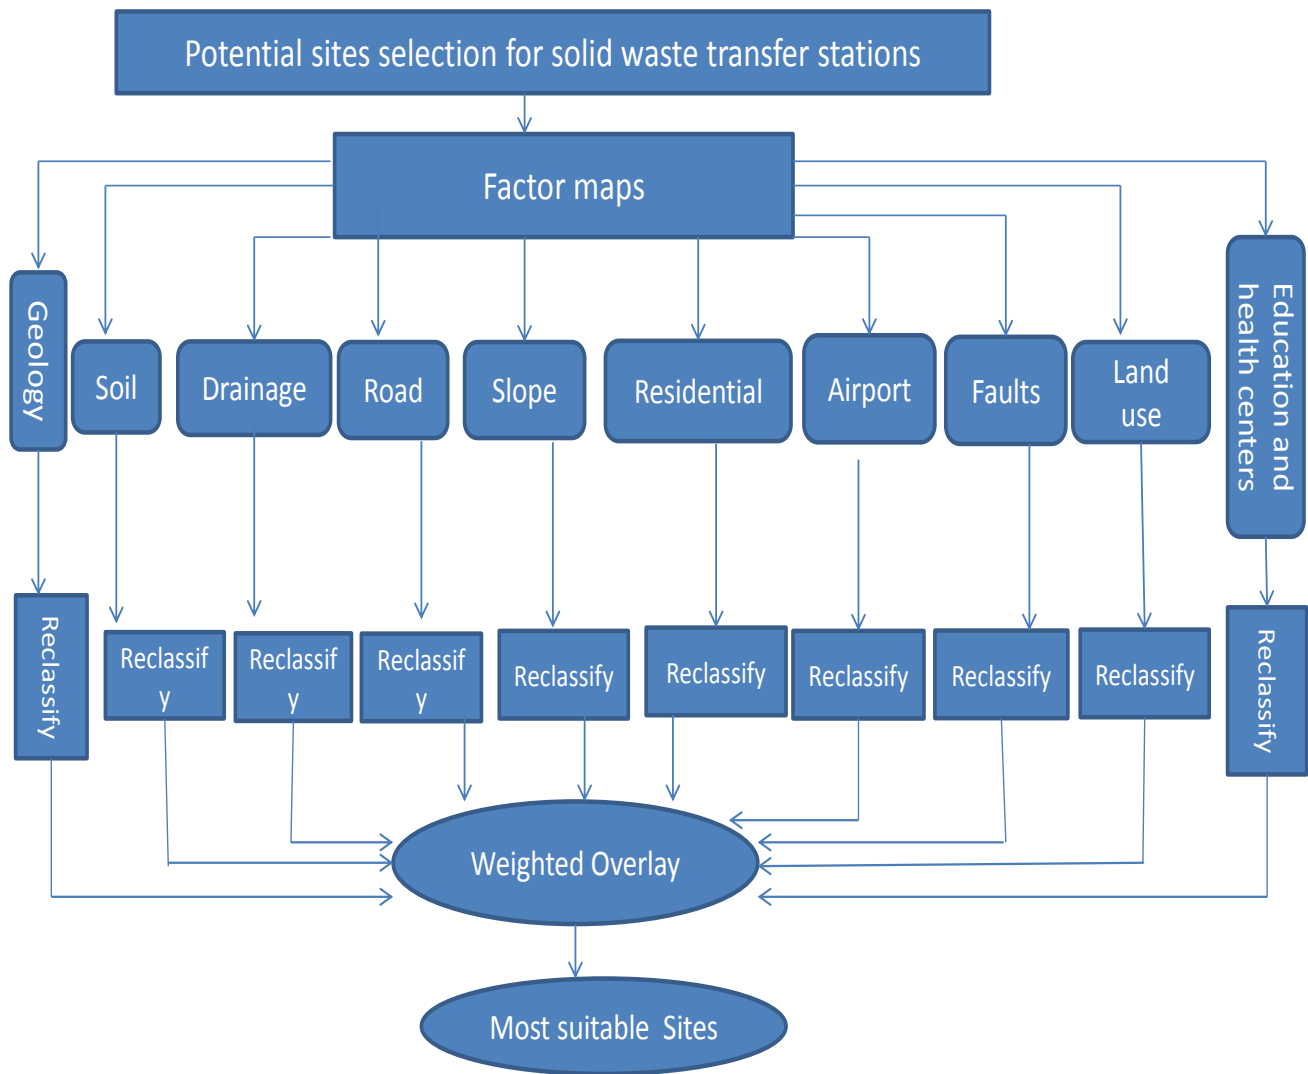 Potential sites selection for solid waste transfer stations
Factor maps
Geology
Soil
Drainage
Road
Slope
Residential
Airport
Faults
Land
use
Education and
health centers
Reclassify
Reclassif
y
Reclassif
y
Reclassif
y
Reclassify
Reclassify
Reclassify
Reclassify
Reclassify
Reclassify
Weighted Overlay
Most suitable  Sites